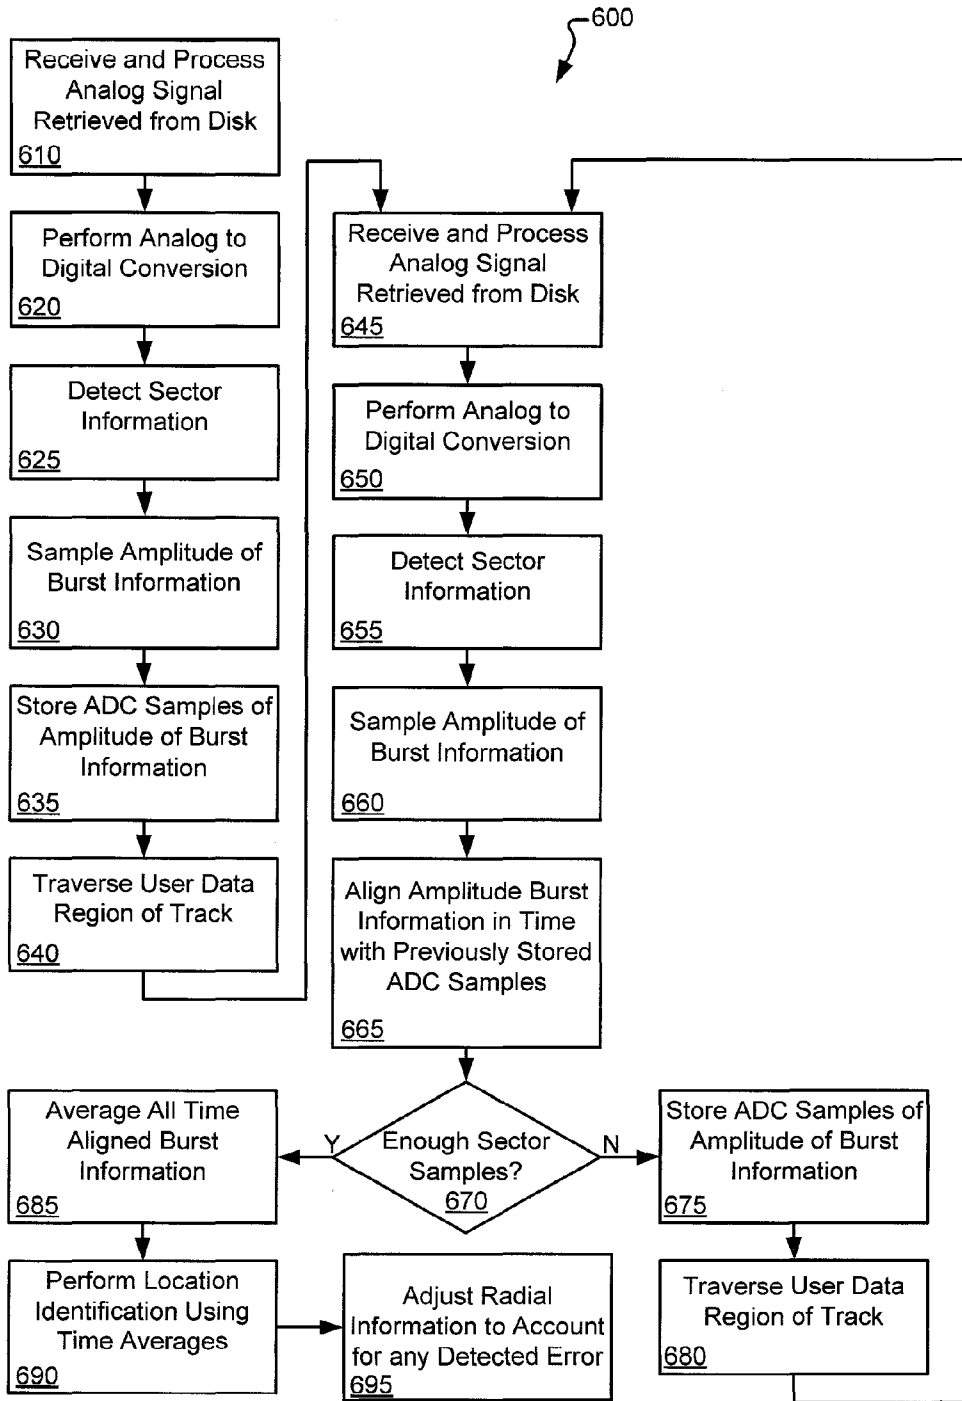 600
Receive and Process
Analog Signal
Retrieved from Disk
610
Perform Analog to
Digital Conversion
620
Detect Sector
Information
625
Sample Amplitude of
Burst Information
630
Store ADC Samples of
Amplitude of Burst
Information
635
Traverse User Data
Region of Track
640
Receive and Process
Analog Signal
Retrieved from Disk
645
Perform Analog to
Digital Conversion
650
Detect Sector
Information
655
Sample Amplitude of
Burst Information
660
Align Amplitude Burst
Information in Time
with Previously Stored
ADC Samples
665
Enough Sector
Samples?
670
Y
N
Store ADC Samples of
Amplitude of Burst
Information
675
Traverse User Data
Region of Track
680
Average All Time
Aligned Burst
Information
685
Perform Location
Identification Using
Time Averages
690
Adjust Radial
Information to Account
for any Detected Error
695